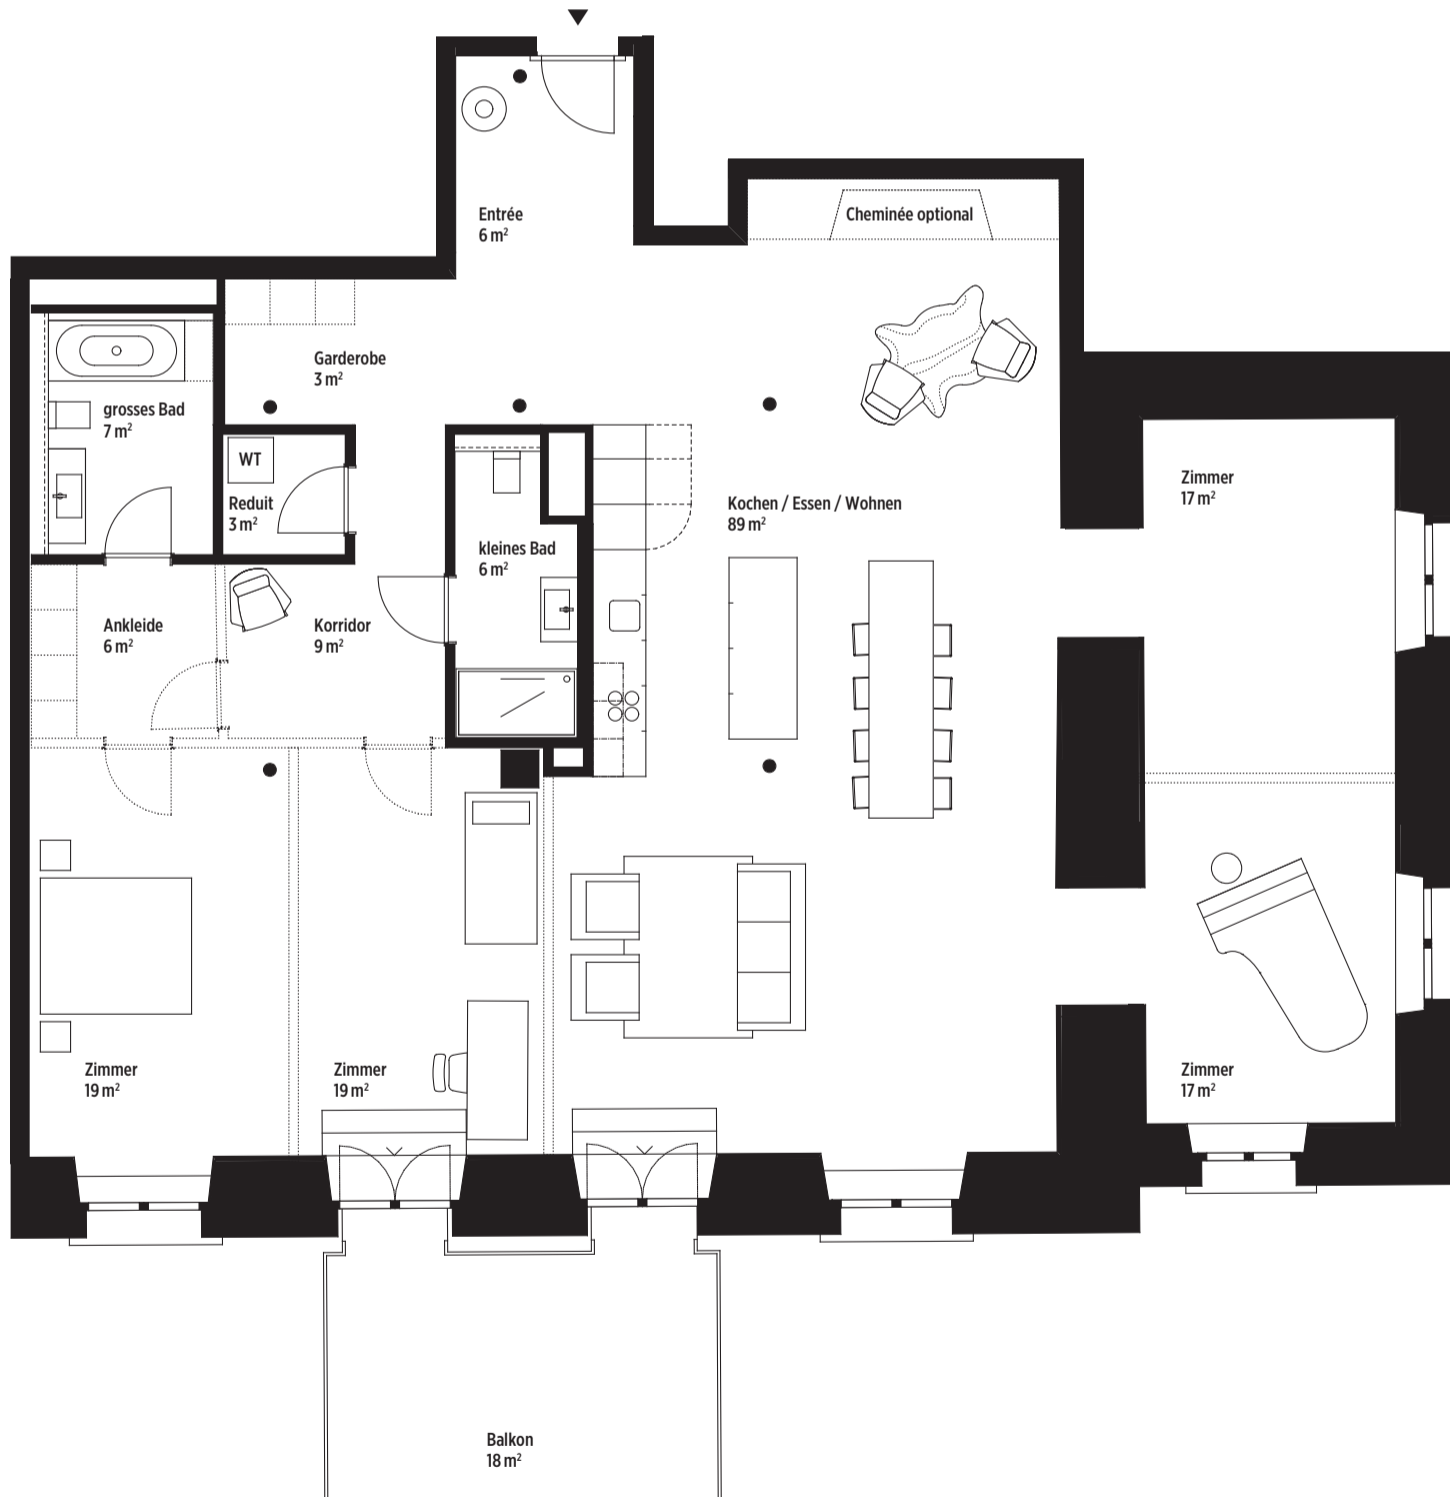 Entrée
6 m²
Cheminée optional
Garderobe
3 m²
grosses Bad
7 m²
WT
Reduit
3 m²
Kochen / Essen / Wohnen
89 m²
Zimmer
17 m²
kleines Bad
6 m²
Ankleide
6 m²
Korridor
9 m²
Zimmer
19 m²
Zimmer
19 m²
Zimmer
17 m²
Balkon
18 m²